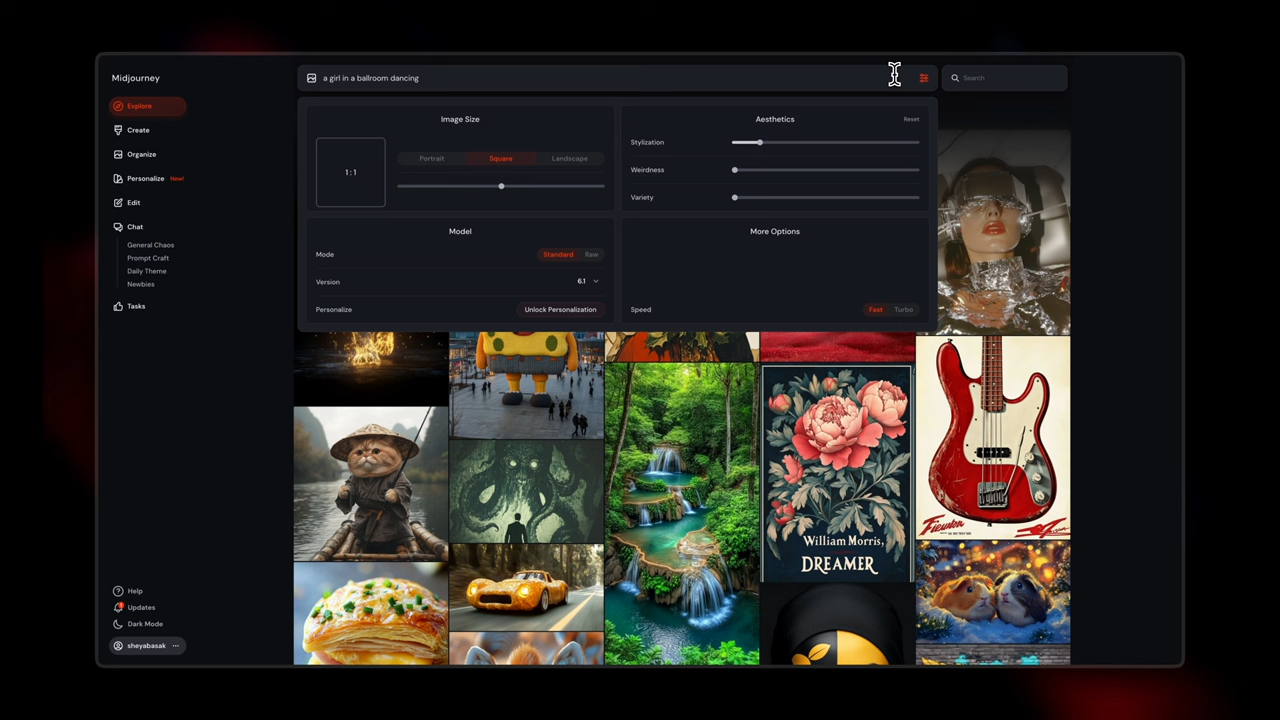 Midjourney
a girl in a ballroom dancing
Search
Explore
Create
Organize
Personalize New!
Edit
Chat
General Chaos
Prompt Craft
Daily Theme
Newbies
Tasks
Image Size
1:1
Portrait Square Landscape
Aesthetics Reset
Stylization
Weirdness
Variety
Model
Mode Standard Raw
Version 6.1
Personalize Unlock Personalization
More Options
Speed Fast Turbo
William Morris,
DREAMER
Help
Updates
Dark Mode
sheyabasak